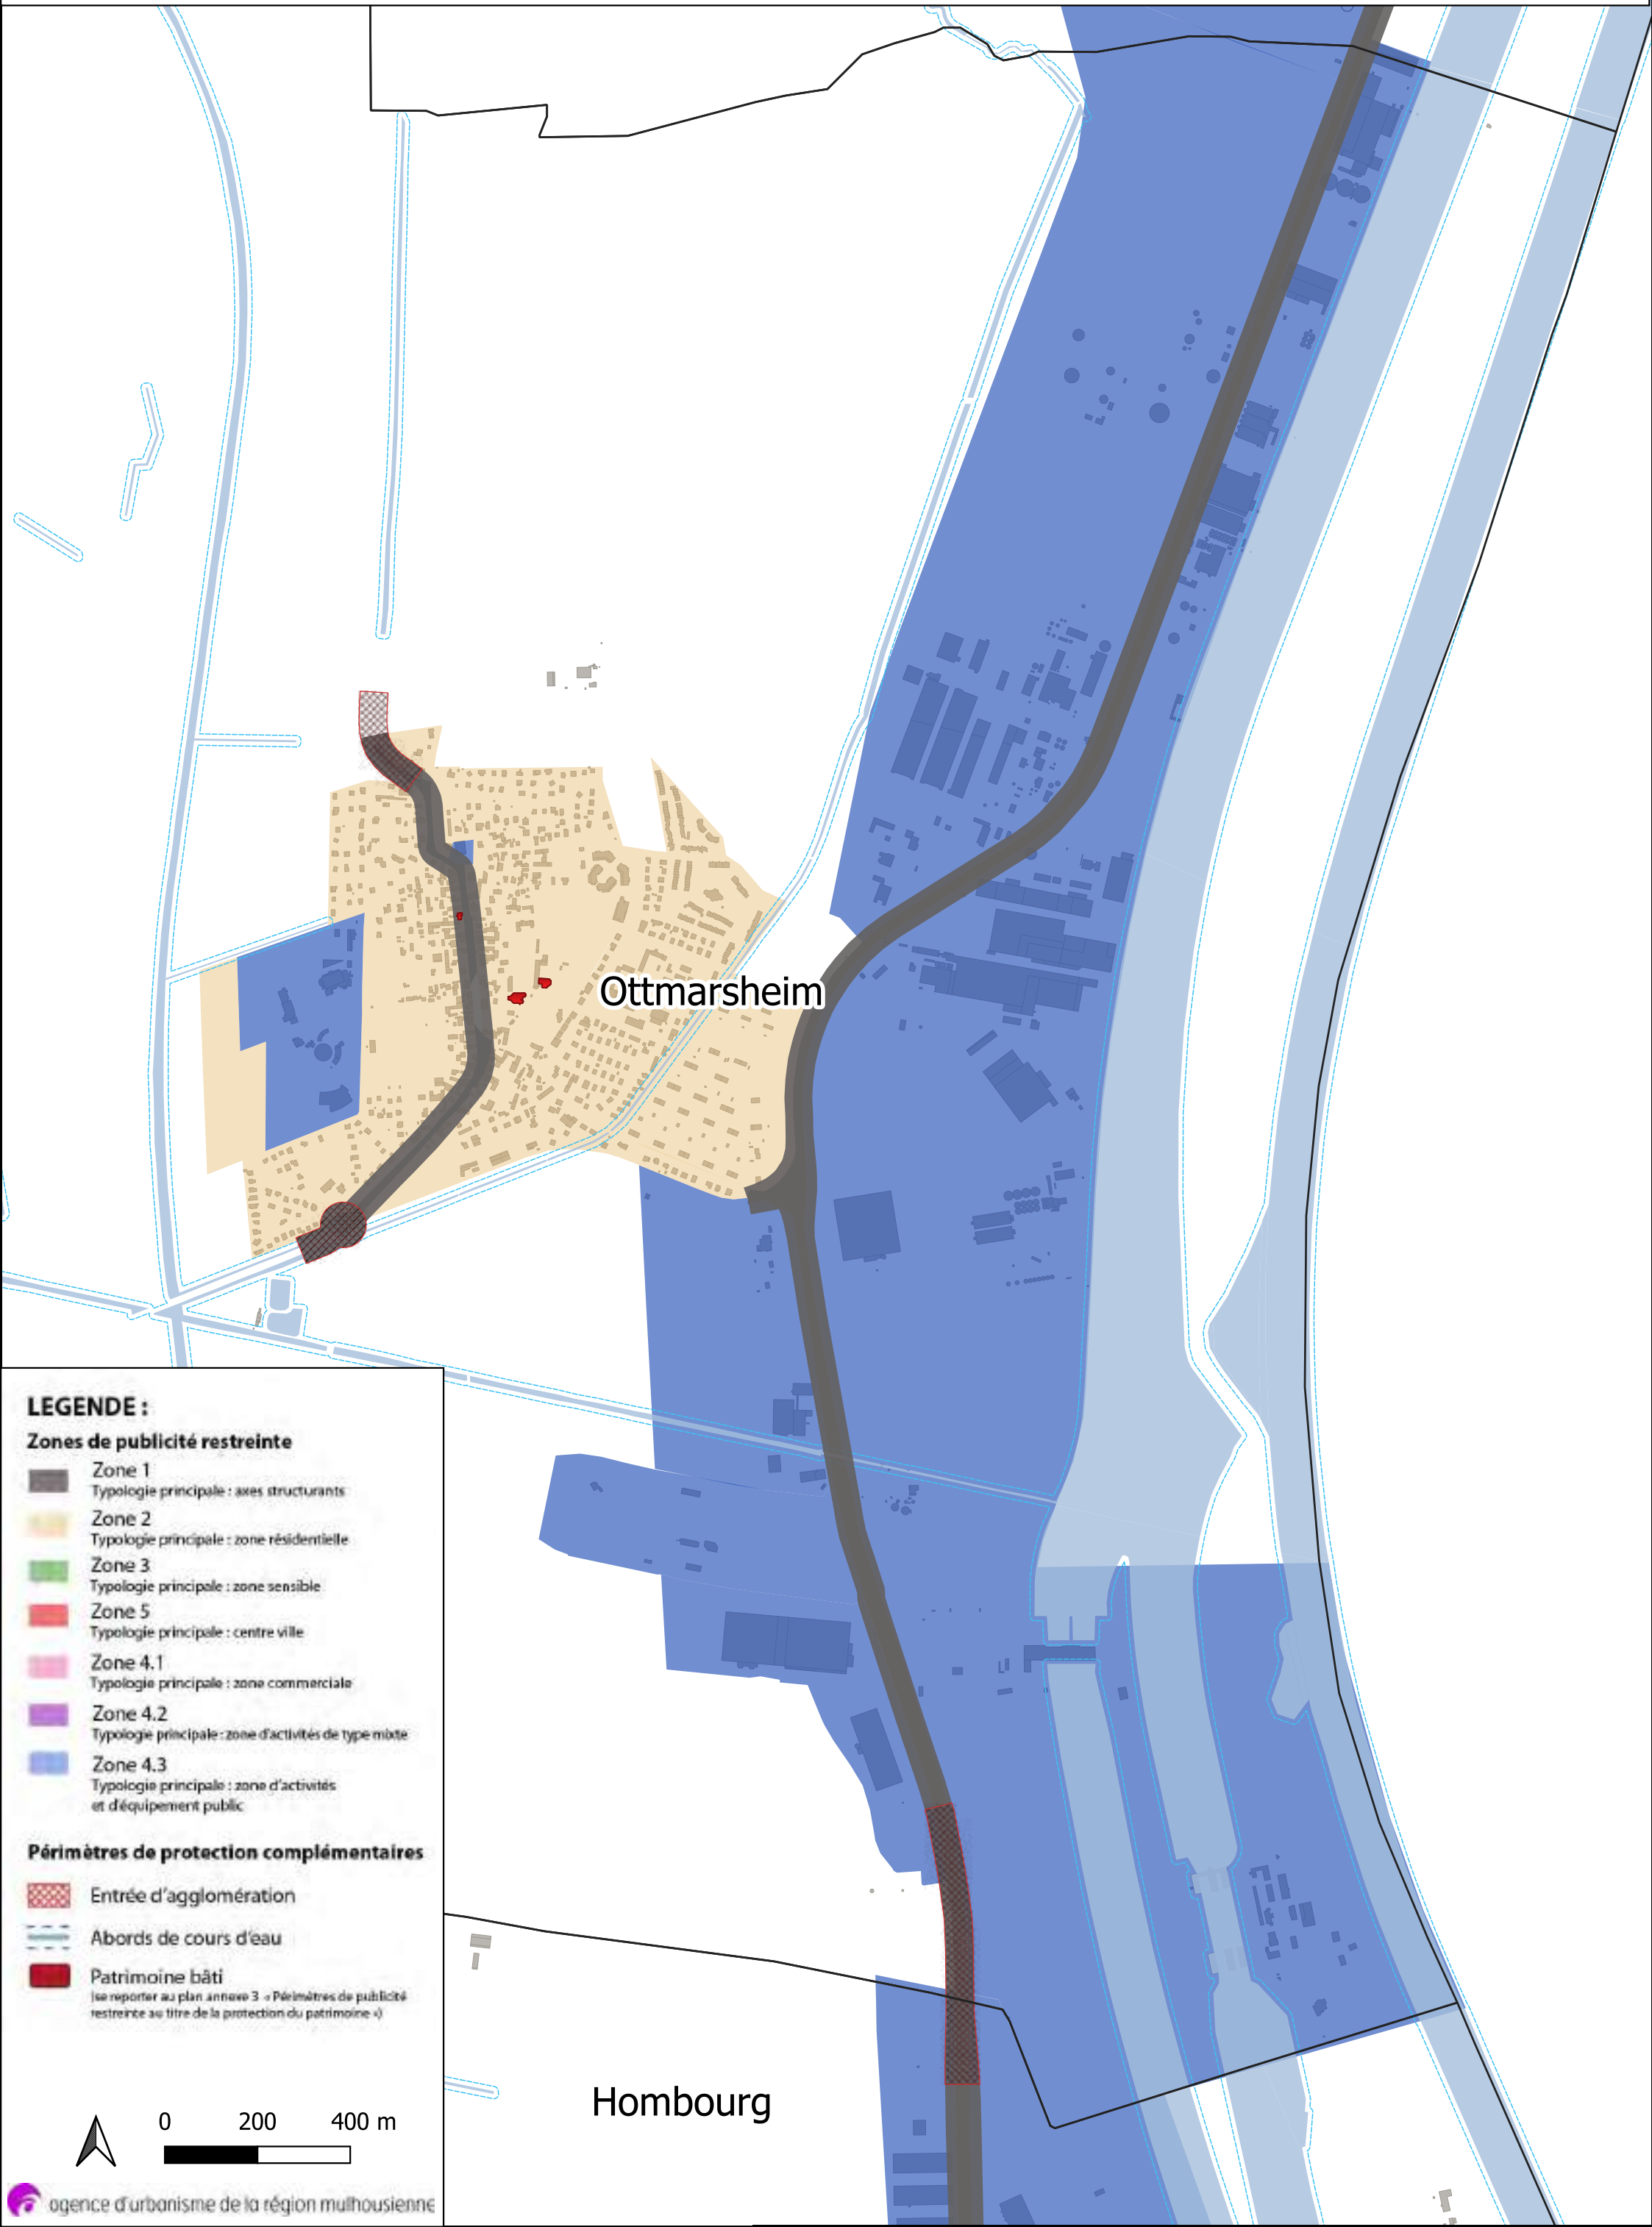 Ottmarsheim
LEGENDE :
Zones de publicité restreinte
Zone 1
Typologie principale : axes structurants
Zone 2
Typologie principale : zone résidentielle
Zone 3
Typologie principale : zone sensible
Zone 5
Typologie principale : centre ville
Zone 4.1
Typologie principale : zone commerciale
Zone 4.2
Typologie principale : zone d'activités de type mixte
Zone 4.3
Typologie principale : zone d'activités
et d'équipement public
Périmètres de protection complémentaires
Entrée d'agglomération
Abords de cours d'eau
Patrimoine bâti
(se reporter au plan annexe 3 « Périmètres de publicité
restreinte au titre de la protection du patrimoine »)
Hombourg
0 200 400 m
agence d'urbanisme de la région mulhousienne